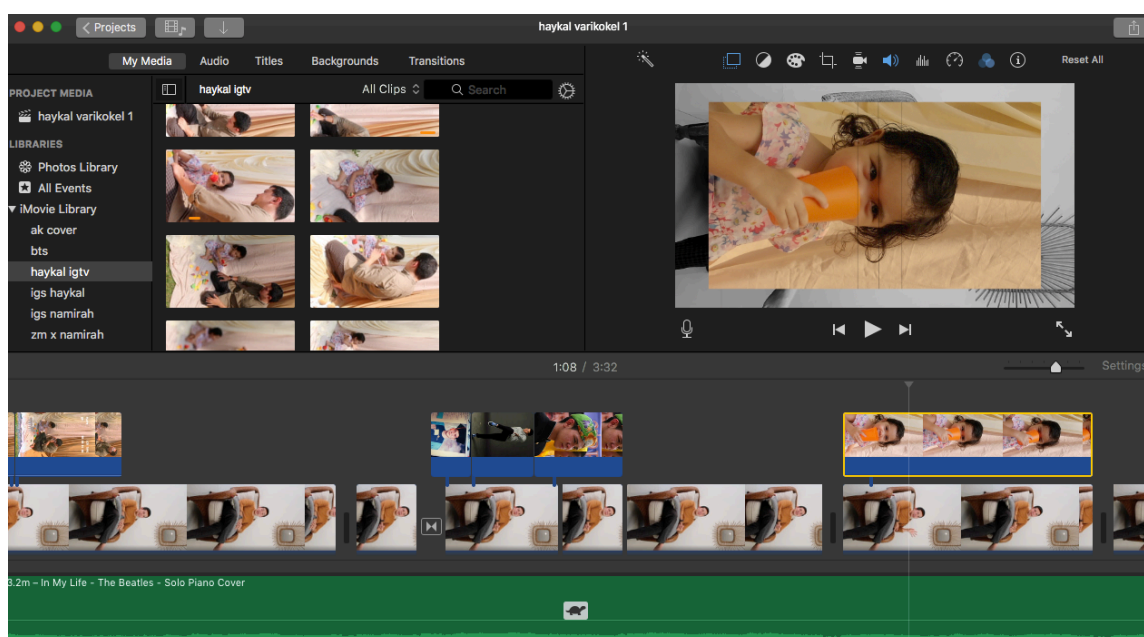 Projects
haykal varikokel 1
My Media
Audio
Titles
Backgrounds
Transitions
Reset All
PROJECT MEDIA
haykal varikokel 1
LIBRARIES
Photos Library
All Events
iMovie Library
ak cover
bts
haykal igtv
igs haykal
igs namirah
zm x namirah
haykal igtv
All Clips
Search
1:08 / 3:32
Settings
3.2m – In My Life - The Beatles - Solo Piano Cover